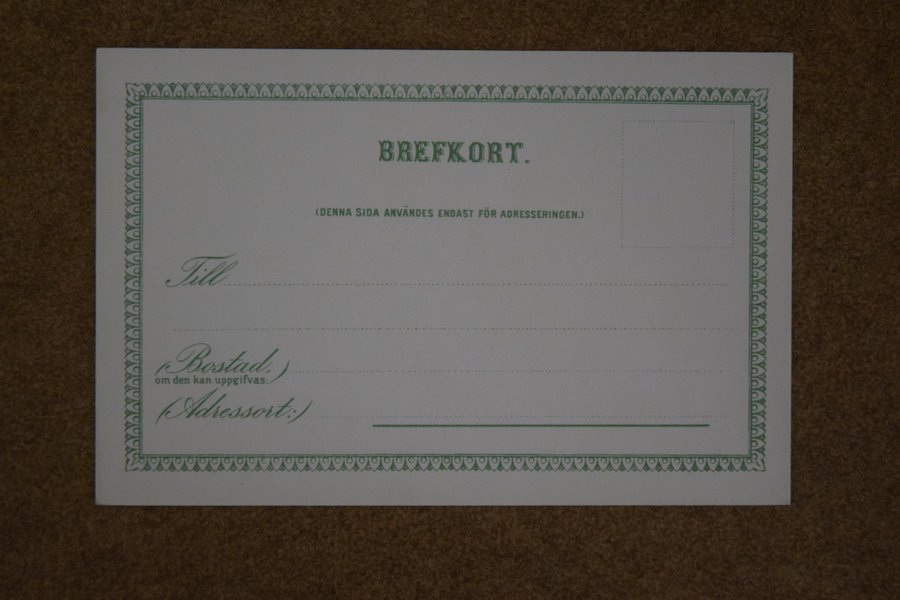 BREFKORT.
(DENNA SIDA ANVÄNDES ENDAST FÖR ADRESSERINGEN.)
Till
(Bostad,)
om den kan uppgifvas:
(Adressort:)